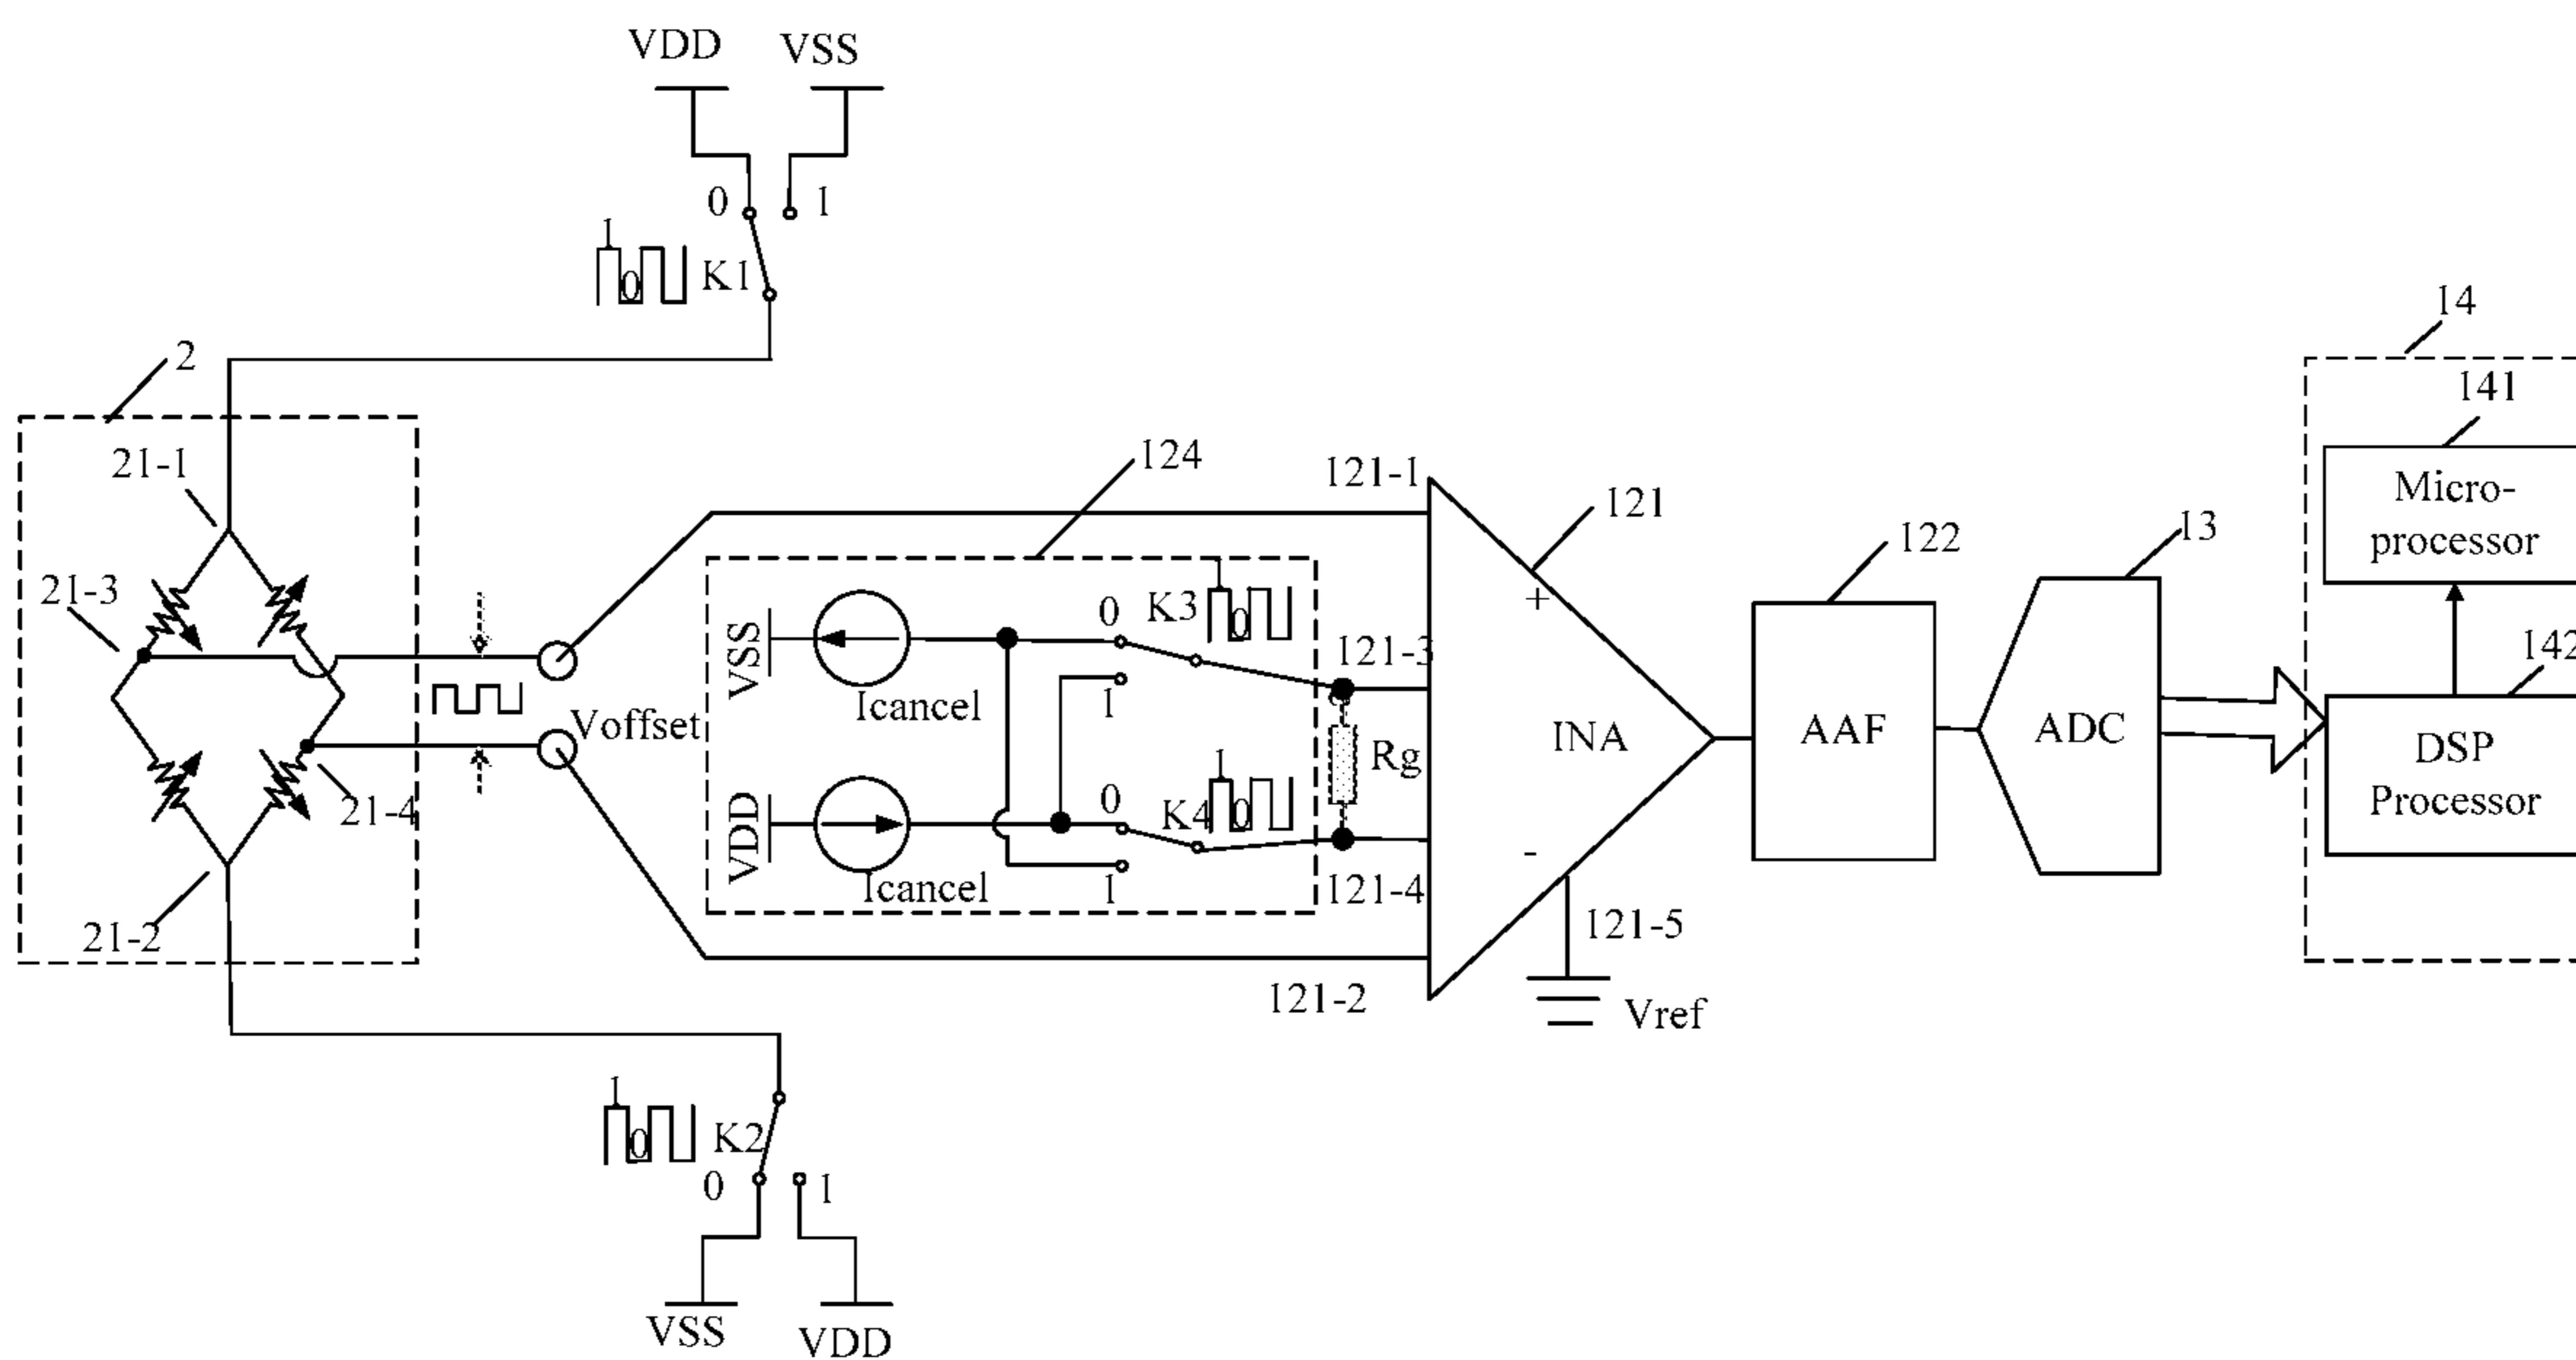 VDD
VSS
0
1
1
0
K1
2
21-1
21-3
21-4
21-2
Voffset
124
VSS
Icancel
0
1
K3
0
VDD
Icancel
0
1
K4
1
0
121-1
121
121-3
+
Rg
INA
-
121-4
121-5
121-2
Vref
122
AAF
13
ADC
14
141
Micro-
processor
142
DSP
Processor
1
0
K2
0
1
VSS
VDD